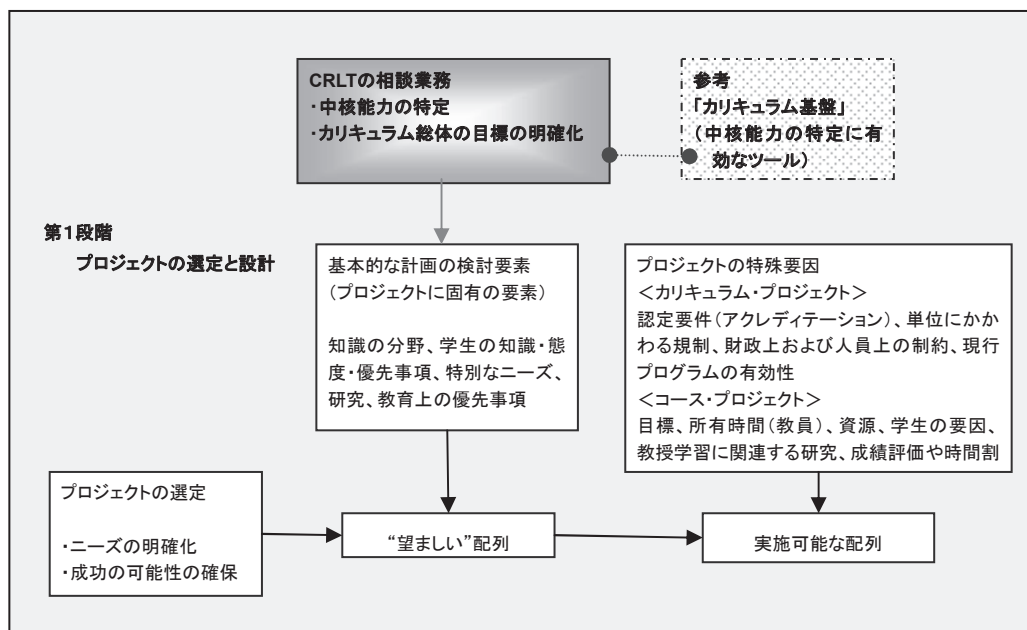 CRLTの相談業務
・中核能力の特定
・カリキュラム総体の目標の明確化
参考
「カリキュラム基盤」
(中核能力の特定に有
効なツール)
第1段階
プロジェクトの選定と設計
基本的な計画の検討要素
(プロジェクトに固有の要素)
知識の分野、学生の知識・態
度・優先事項、特別なニーズ、
研究、教育上の優先事項
プロジェクトの特殊要因
<カリキュラム・プロジェクト>
認定要件(アクレディテーション)、単位にかか
わる規制、財政上および人員上の制約、現行
プログラムの有効性
<コース・プロジェクト>
目標、所有時間(教員)、資源、学生の要因、
教授学習に関連する研究、成績評価や時間割
プロジェクトの選定
・ニーズの明確化
・成功の可能性の確保
“望ましい”配列
実施可能な配列